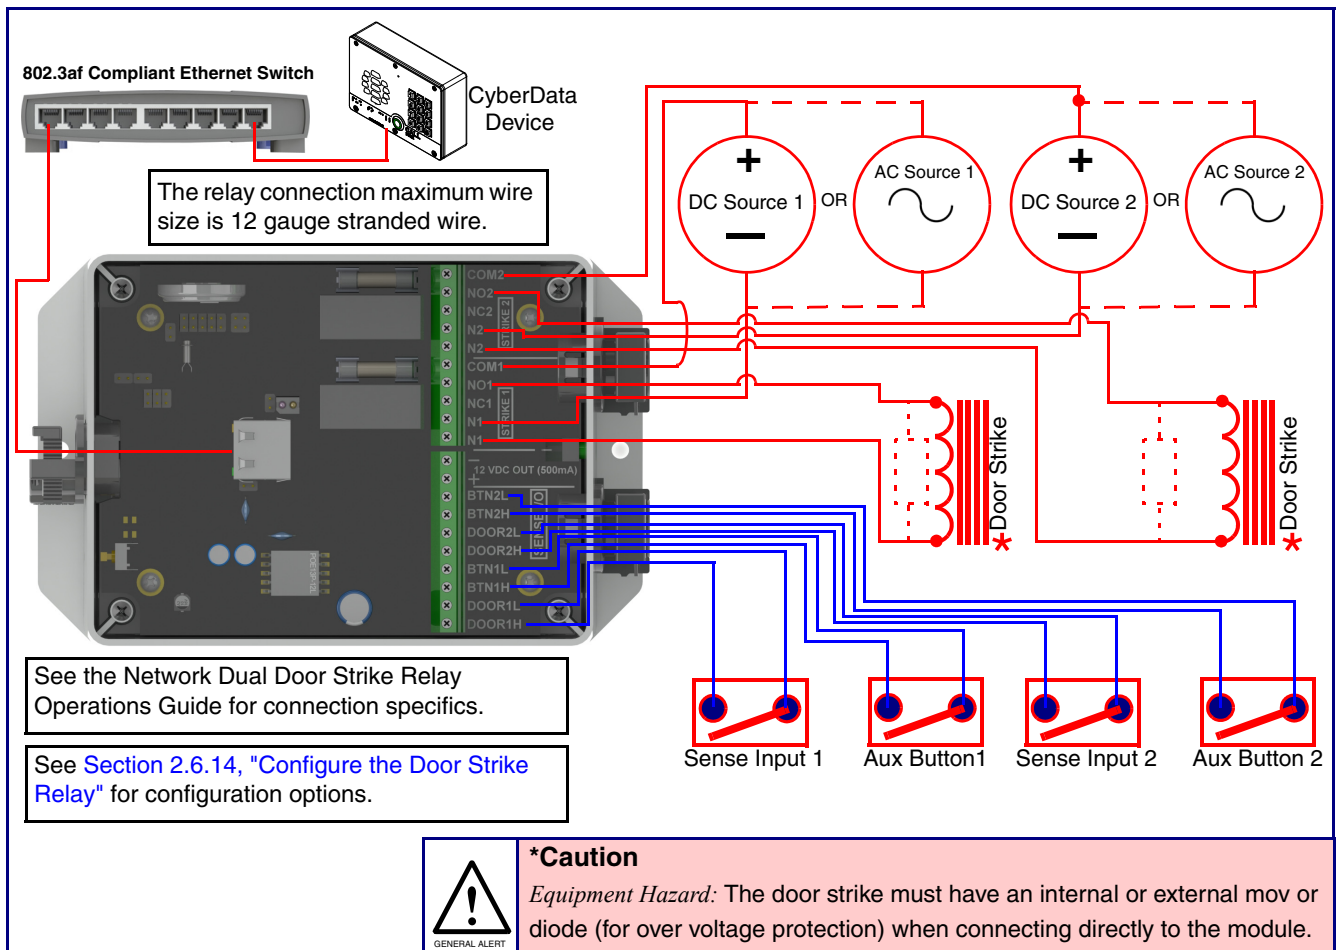 802.3af Compliant Ethernet Switch
CyberData
Device
The relay connection maximum wire
size is 12 gauge stranded wire.
+
DC Source 1
OR
AC Source 1
+
DC Source 2
OR
AC Source 2
COM2
NO2
NC2
N2
N2
STRIKE 2
COM1
NO1
NC1
N1
N1
STRIKE 1
−
12 VDC OUT (500mA)
+
BTN2L
BTN2H
DOOR2L
DOOR2H
BTN1L
BTN1H
DOOR1L
DOOR1H
SENSE I/O
POE13P-12L
*Door Strike
*Door Strike
Sense Input 1
Aux Button1
Sense Input 2
Aux Button 2
See the Network Dual Door Strike Relay
Operations Guide for connection specifics.
See Section 2.6.14, "Configure the Door Strike
Relay" for configuration options.
GENERAL ALERT
*Caution
Equipment Hazard: The door strike must have an internal or external mov or
diode (for over voltage protection) when connecting directly to the module.